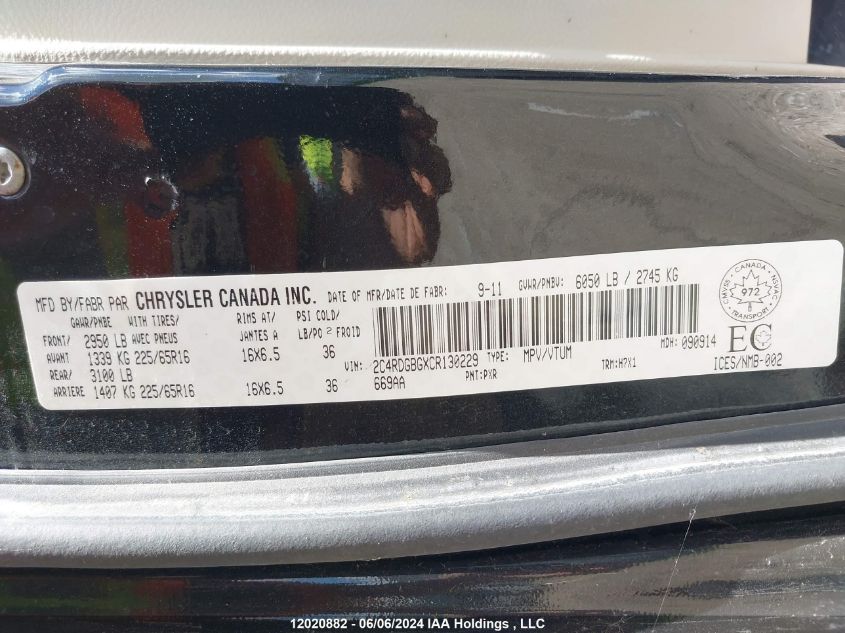 MFD BY/FABR PAR CHRYSLER CANADA INC. DATE OF MFR/DATE DE FABR: 9-11 GVWR/PNBV: 6050 LB / 2745 KG
GAWR/PNBE WITH TIRES/ RIMS AT/ PSI COLD/
FRONT/ 2950 LB AVEC PNEUS JANTES A LB/PO2 FROID
AVANT 1339 KG 225/65R16 16X6.5 36
REAR/ 3100 LB
ARRIERE 1407 KG 225/65R16 16X6.5 36
VIN: 2C4RDGBGXCR130229 TYPE: MPV/VTUM MDH: 090914
669AA PNT: PXR TRM: H7X1 ICES/NMB-002
CANADA
MVSS NSVAC
972
TRANSPORT
EC
12020882 - 06/06/2024 IAA Holdings, LLC